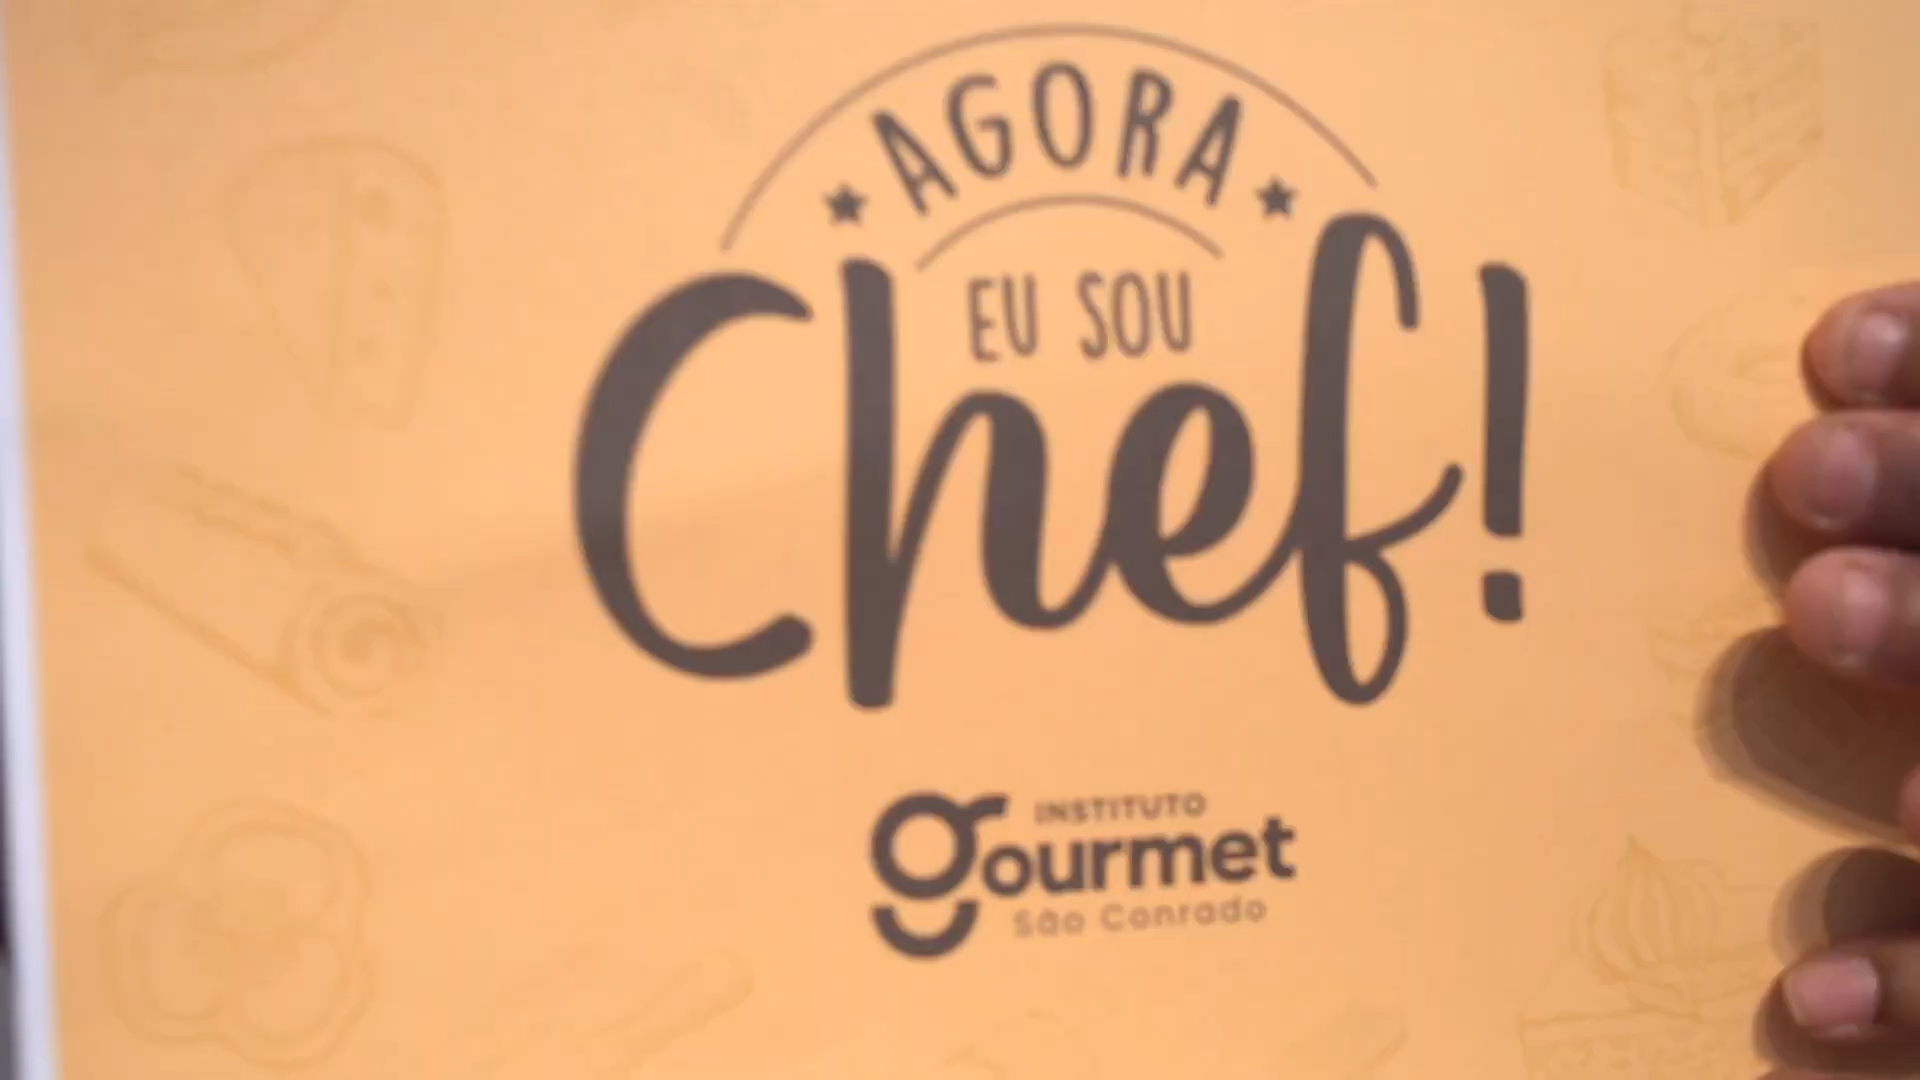 AGORA
EU SOU
Chef!
INSTITUTO
gourmet
São Conrado